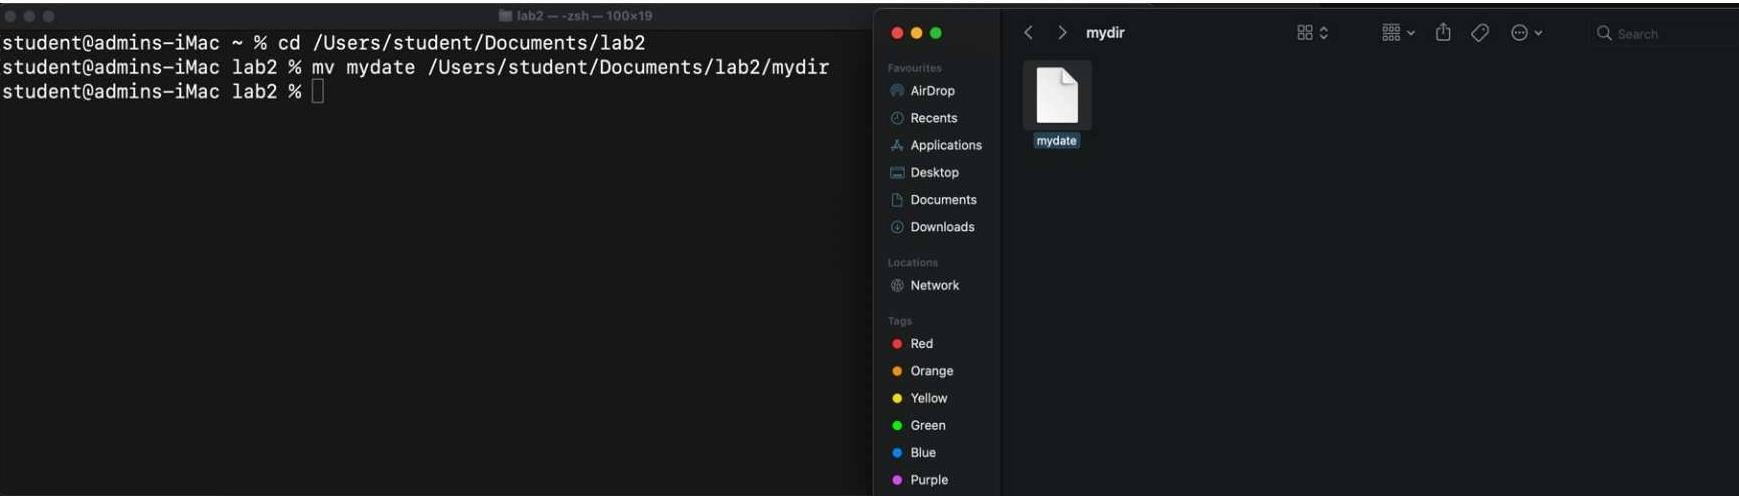 lab2 — -zsh — 100×19
student@admins-iMac ~ % cd /Users/student/Documents/lab2
student@admins-iMac lab2 % mv mydate /Users/student/Documents/lab2/mydir
student@admins-iMac lab2 %
mydir
Search
Favourites
AirDrop
Recents
Applications
Desktop
Documents
Downloads
Locations
Network
Tags
Red
Orange
Yellow
Green
Blue
Purple
mydate